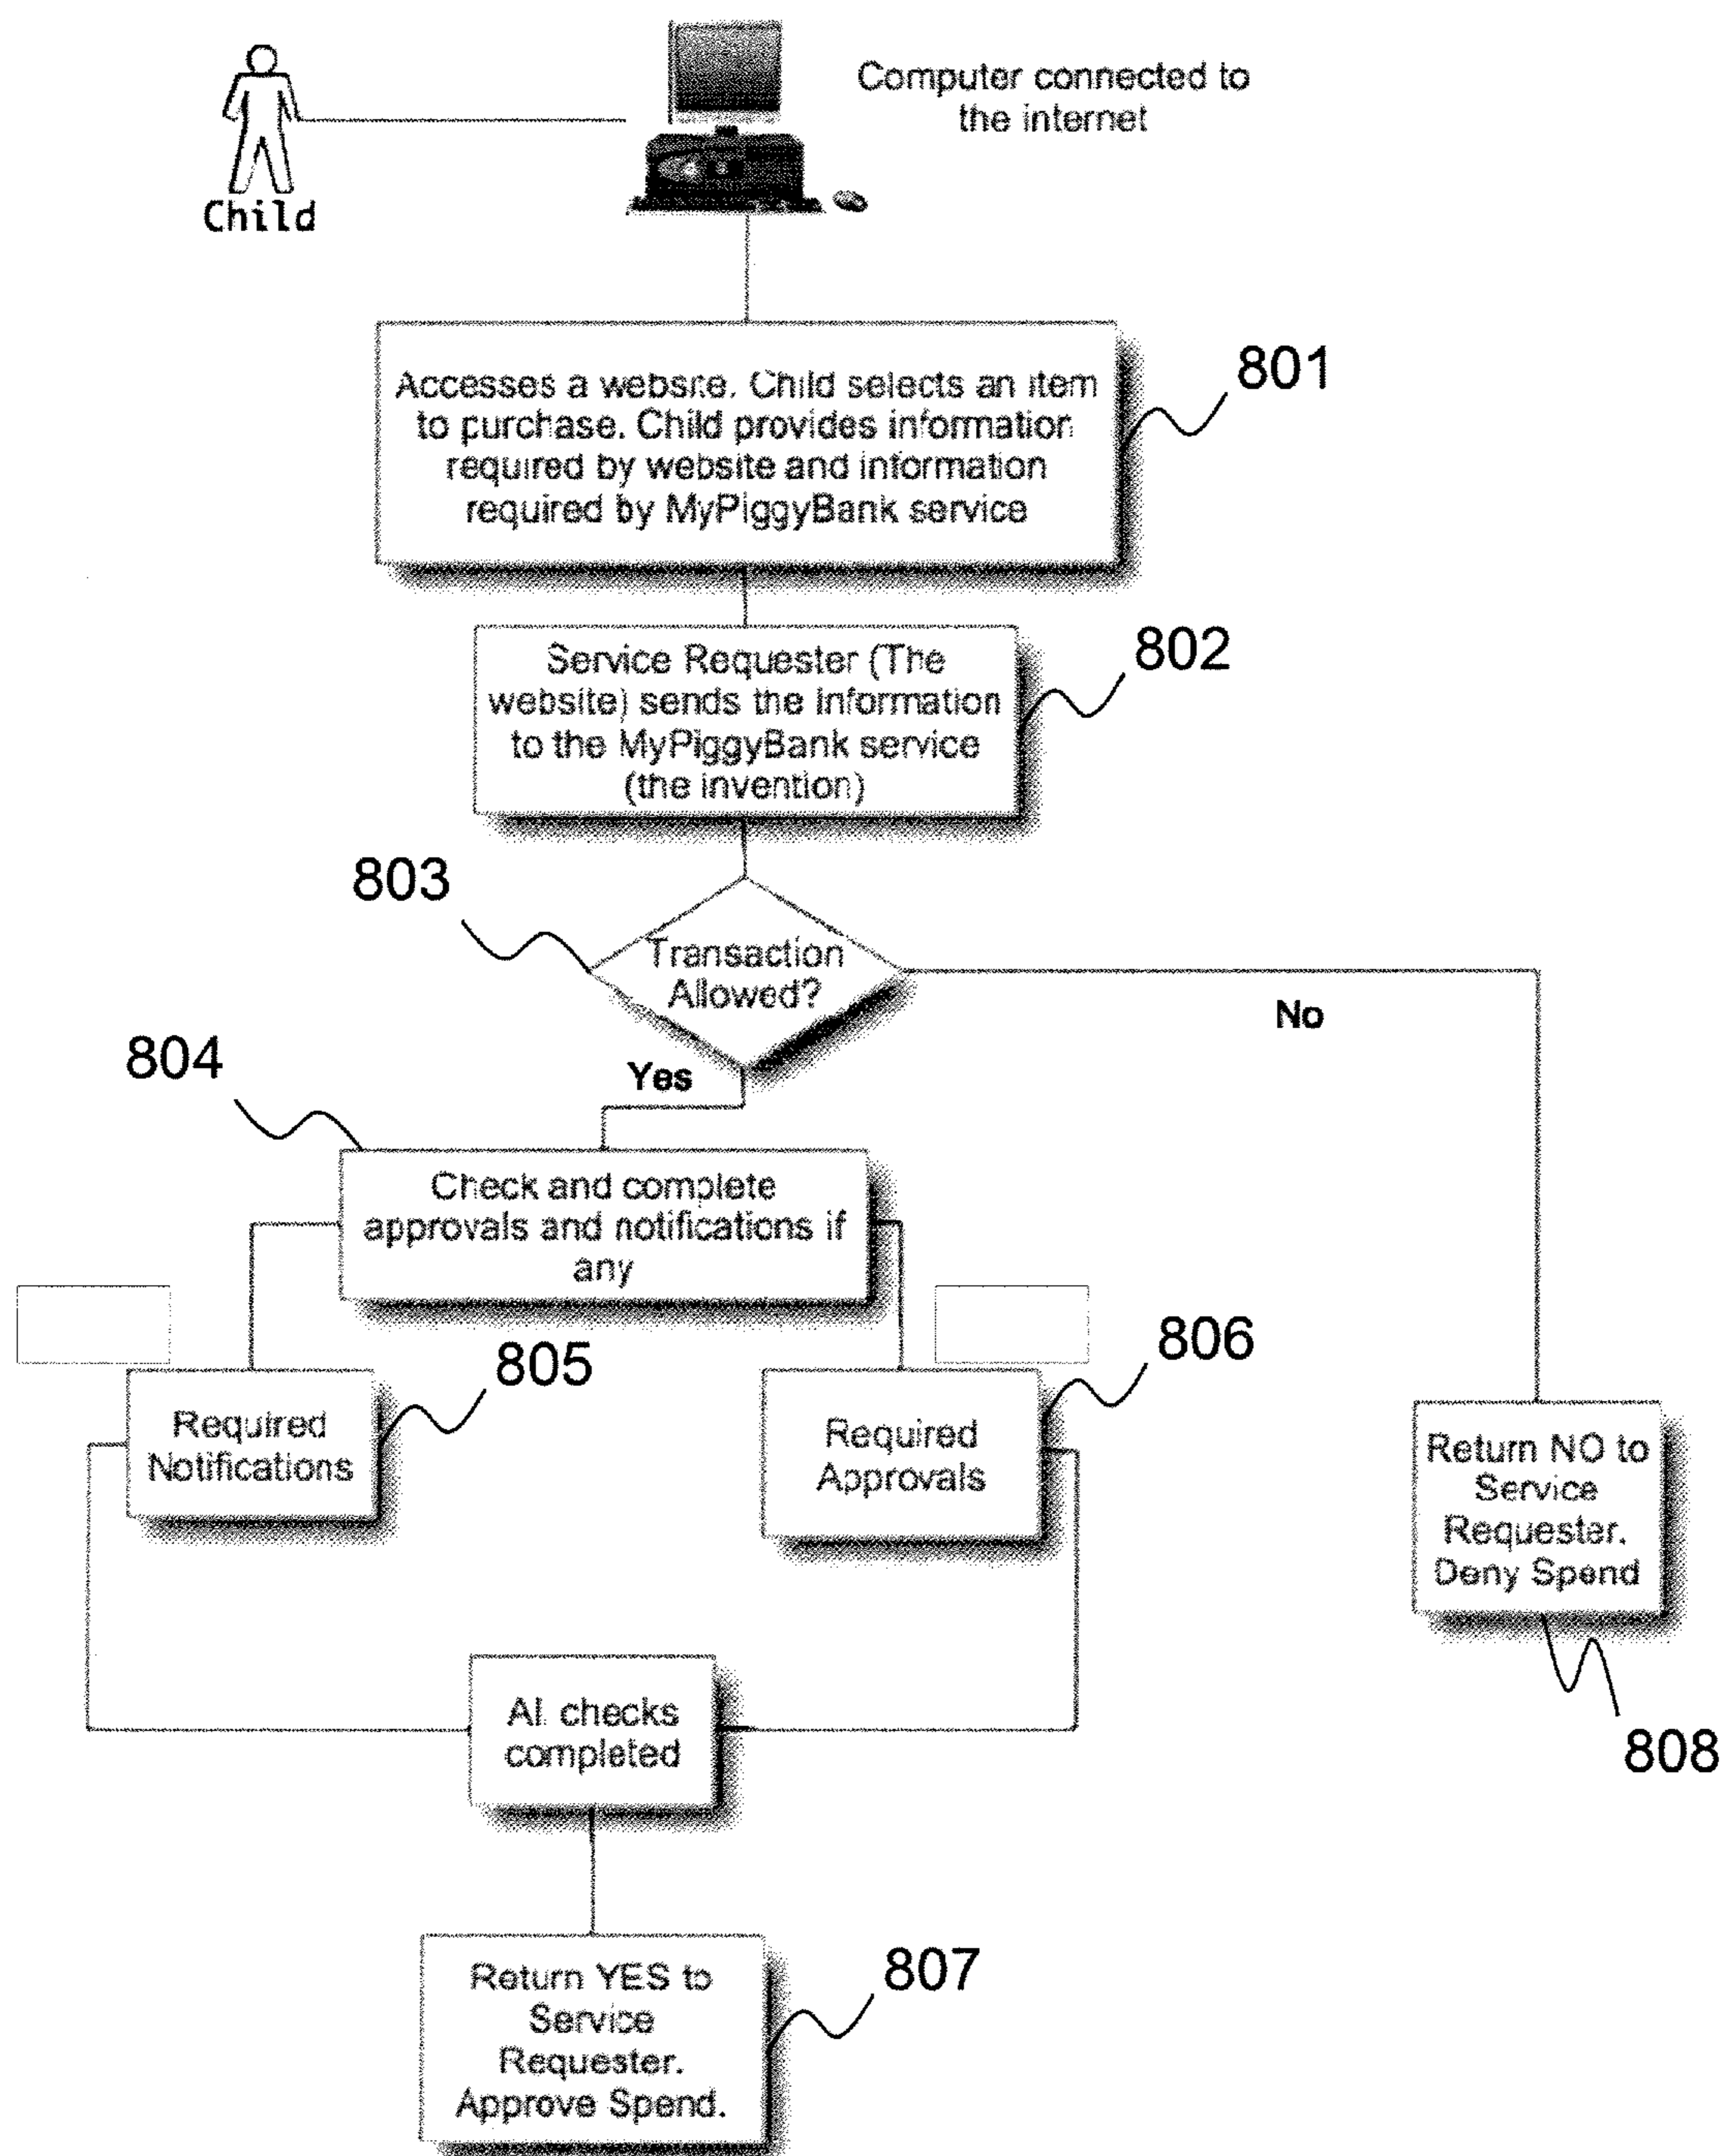 Computer connected to
the internet
Child
801
Accesses a website. Child selects an item
to purchase. Child provides information
required by website and information
required by MyPiggyBank service
802
Service Requester (The
website) sends the Information
to the MyPiggyBank service
(the invention)
803
Transaction
Allowed?
No
Yes
804
Check and complete
approvals and notifications if
any
805
806
Required
Notifications
Required
Approvals
Return NO to
Service
Requester.
Deny Spend
808
All checks
completed
807
Return YES to
Service
Requester.
Approve Spend.